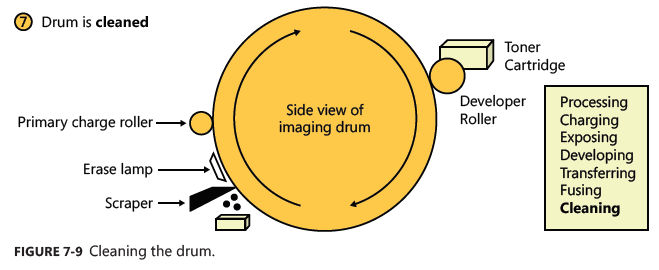 7 Drum is cleaned
Toner
Cartridge
Developer
Roller
Side view of
imaging drum
Primary charge roller
Erase lamp
Scraper
Processing
Charging
Exposing
Developing
Transferring
Fusing
Cleaning
FIGURE 7-9 Cleaning the drum.